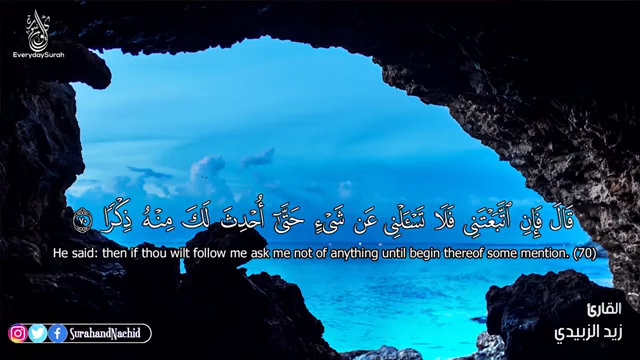 EverydaySurah
قَالَ فَإِنِ ٱتَّبَعْتَنِى فَلَا تَسْـَٔلْنِى عَن شَىْءٍ حَتَّىٰٓ أُحْدِثَ لَكَ مِنْهُ ذِكْرًا ٧٠
He said: then if thou wilt follow me ask me not of anything until begin thereof some mention. (70)
القارئ
زيد الزبيدي
SurahandNachid